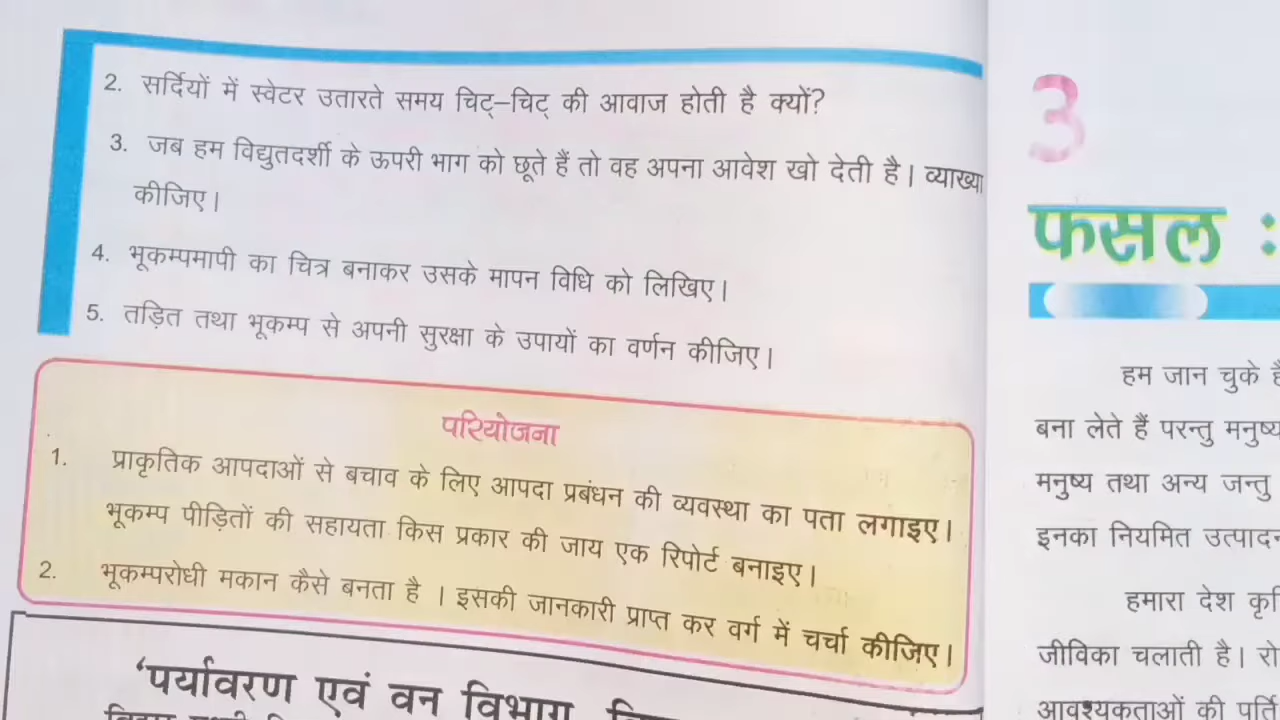 2. सर्दियों में स्वेटर उतारते समय चिट्–चिट् की आवाज होती है क्यों?
3. जब हम विद्युतदर्शी के ऊपरी भाग को छूते हैं तो वह अपना आवेश खो देती है। व्याख्या
कीजिए।
4. भूकम्पमापी का चित्र बनाकर उसके मापन विधि को लिखिए।
5. तड़ित तथा भूकम्प से अपनी सुरक्षा के उपायों का वर्णन कीजिए।
परियोजना
1. प्राकृतिक आपदाओं से बचाव के लिए आपदा प्रबंधन की व्यवस्था का पता लगाइए।
भूकम्प पीड़ितों की सहायता किस प्रकार की जाय एक रिपोर्ट बनाइए।
2. भूकम्परोधी मकान कैसे बनता है । इसकी जानकारी प्राप्त कर वर्ग में चर्चा कीजिए।
'पर्यावरण एवं वन विभाग,
3
फसल :
हम जान चुके
बना लेते हैं परन्तु मनुष्य
मनुष्य तथा अन्य जन्तु
इनका नियमित उत्पादन
हमारा देश
जीविका चलाती है।
आवश्यकताओं की पूर्ति